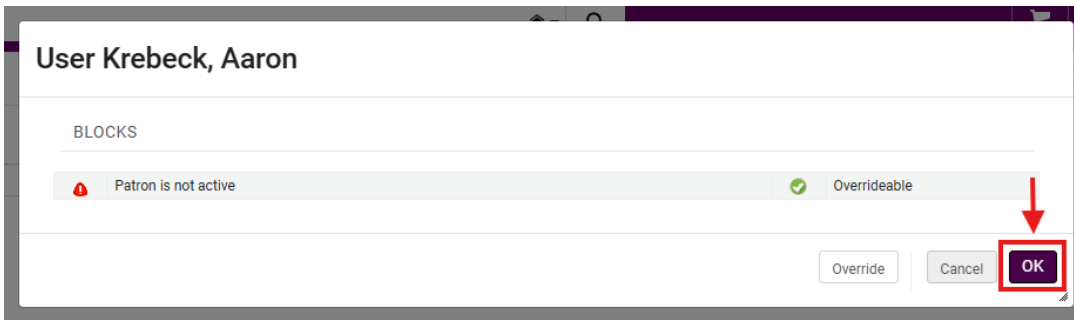 User Krebeck, Aaron
BLOCKS
Patron is not active Overrideable
Override Cancel OK